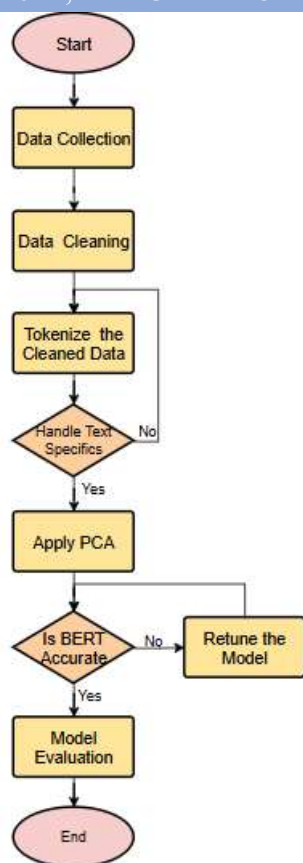 Start
Data Collection
Data Cleaning
Tokenize the
Cleaned Data
Handle Text
Specifics
No
Yes
Apply PCA
Is BERT
Accurate
No
Retune the
Model
Yes
Model
Evaluation
End